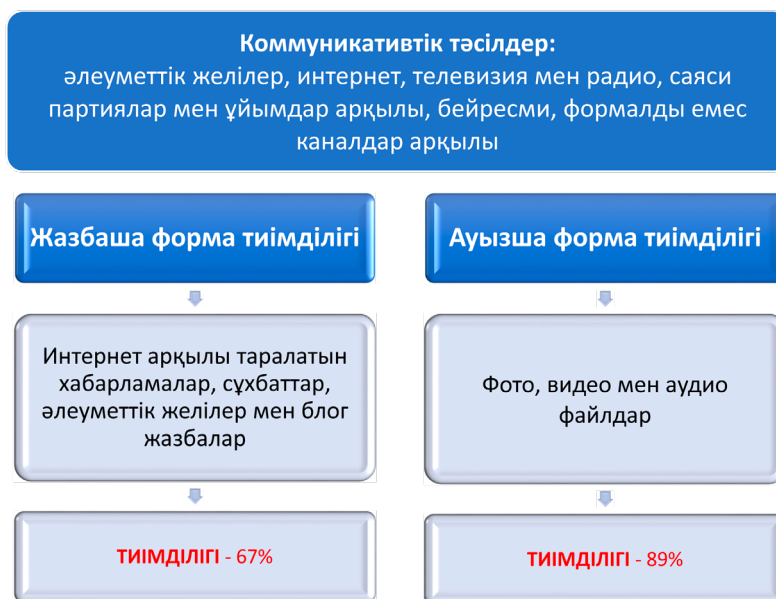 Коммуникативтік тәсілдер:
әлеуметтік желілер, интернет, телевизия мен радио, саяси
партиялар мен ұйымдар арқылы, бейресми, формалды емес
каналдар арқылы
Жазбаша форма тиімділігі
Интернет арқылы таралатын
хабарламалар, сұхбаттар,
әлеуметтік желілер мен блог
жазбалар
ТИІМДІЛІГІ - 67%
Ауызша форма тиімділігі
Фото, видео мен аудио
файлдар
ТИІМДІЛІГІ - 89%